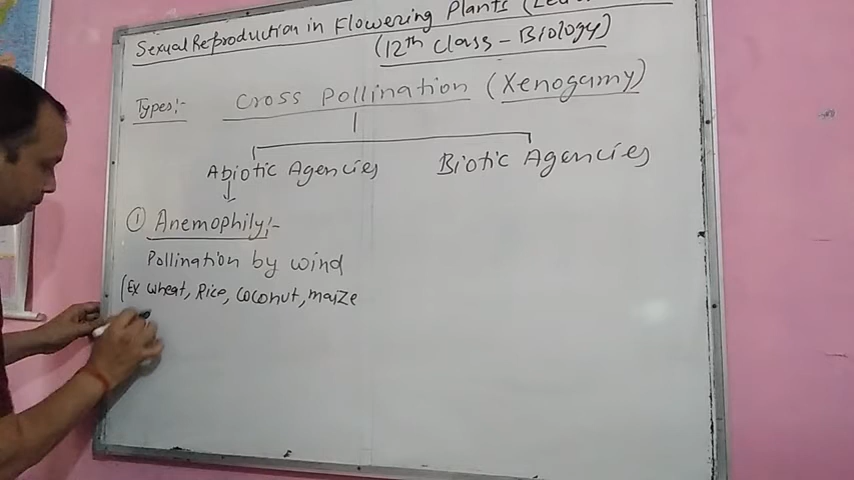 Sexual Reproduction in Flowering Plants
(12th Class - Biology)
Types:- Cross Pollination (Xenogamy)
Abiotic Agencies Biotic Agencies
① Anemophily:-
Pollination by wind
(Ex wheat, Rice, Coconut, maize